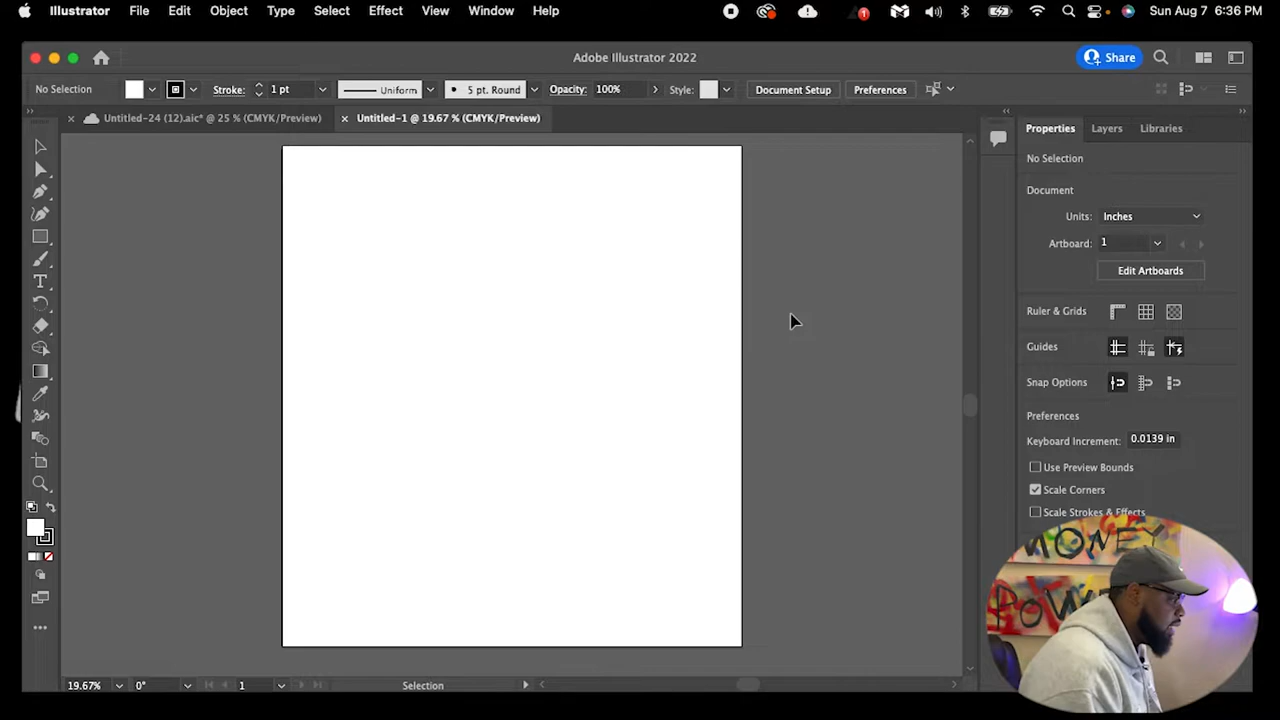 Illustrator File Edit Object Type Select Effect View Window Help 1 Sun Aug 7 6:36 PM
Adobe Illustrator 2022
Share
No Selection Stroke: 1 pt Uniform 5 pt. Round Opacity: 100% Style: Document Setup Preferences
× Untitled-24 (12).aic* @ 25 % (CMYK/Preview) × Untitled-1 @ 19.67 % (CMYK/Preview)
Properties Layers Libraries
No Selection
Document
Units: Inches
Artboard: 1
Edit Artboards
Ruler & Grids
Guides
Snap Options
Preferences
Keyboard Increment: 0.0139 in
Use Preview Bounds
Scale Corners
Scale Strokes & Effects
MONEY
POW
19.67% 0° 1 Selection